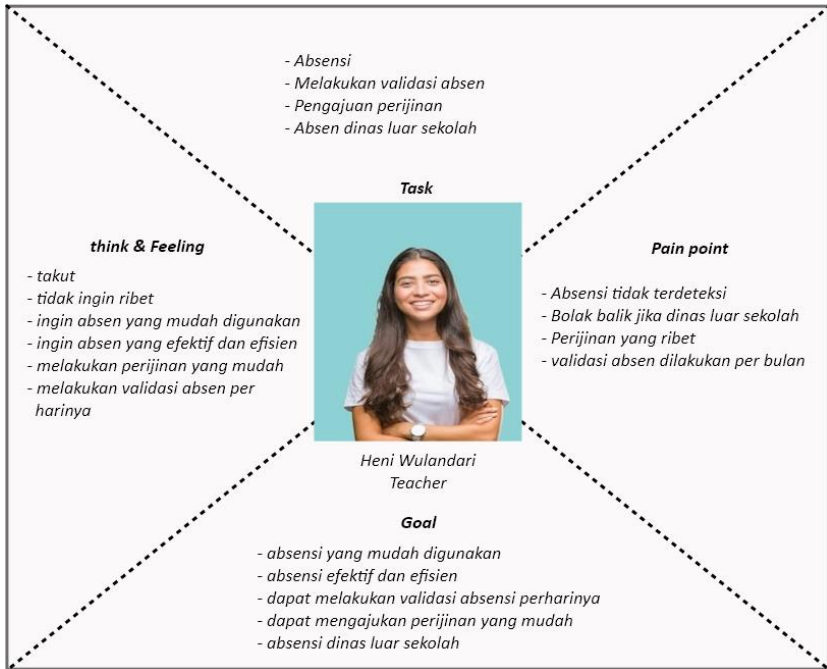 - Absensi
- Melakukan validasi absen
- Pengajuan perijinan
- Absen dinas luar sekolah
Task
think & Feeling
- takut
- tidak ingin ribet
- ingin absen yang mudah digunakan
- ingin absen yang efektif dan efisien
- melakukan perijinan yang mudah
- melakukan validasi absen per
harinya
Pain point
- Absensi tidak terdeteksi
- Bolak balik jika dinas luar sekolah
- Perijinan yang ribet
- validasi absen dilakukan per bulan
Heni Wulandari
Teacher
Goal
- absensi yang mudah digunakan
- absensi efektif dan efisien
- dapat melakukan validasi absensi perharinya
- dapat mengajukan perijinan yang mudah
- absensi dinas luar sekolah